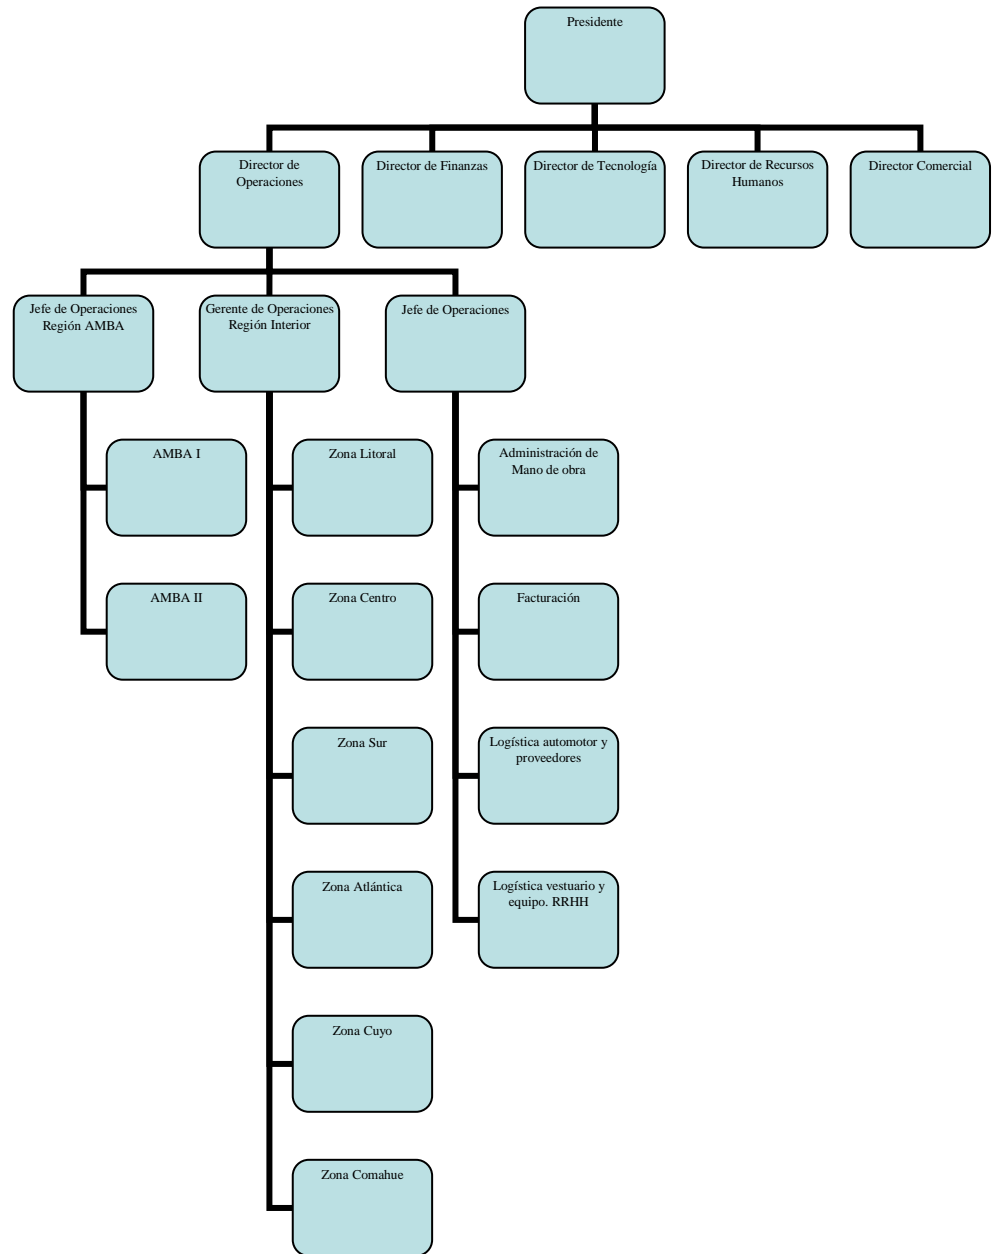 Presidente
Director de
Operaciones
Director de Finanzas
Director de Tecnología
Director de Recursos
Humanos
Director Comercial
Jefe de Operaciones
Región AMBA
Gerente de Operaciones
Región Interior
Jefe de Operaciones
AMBA I
Zona Litoral
Administración de
Mano de obra
AMBA II
Zona Centro
Facturación
Zona Sur
Logística automotor y
proveedores
Zona Atlántica
Logística vestuario y
equipo. RRHH
Zona Cuyo
Zona Comahue